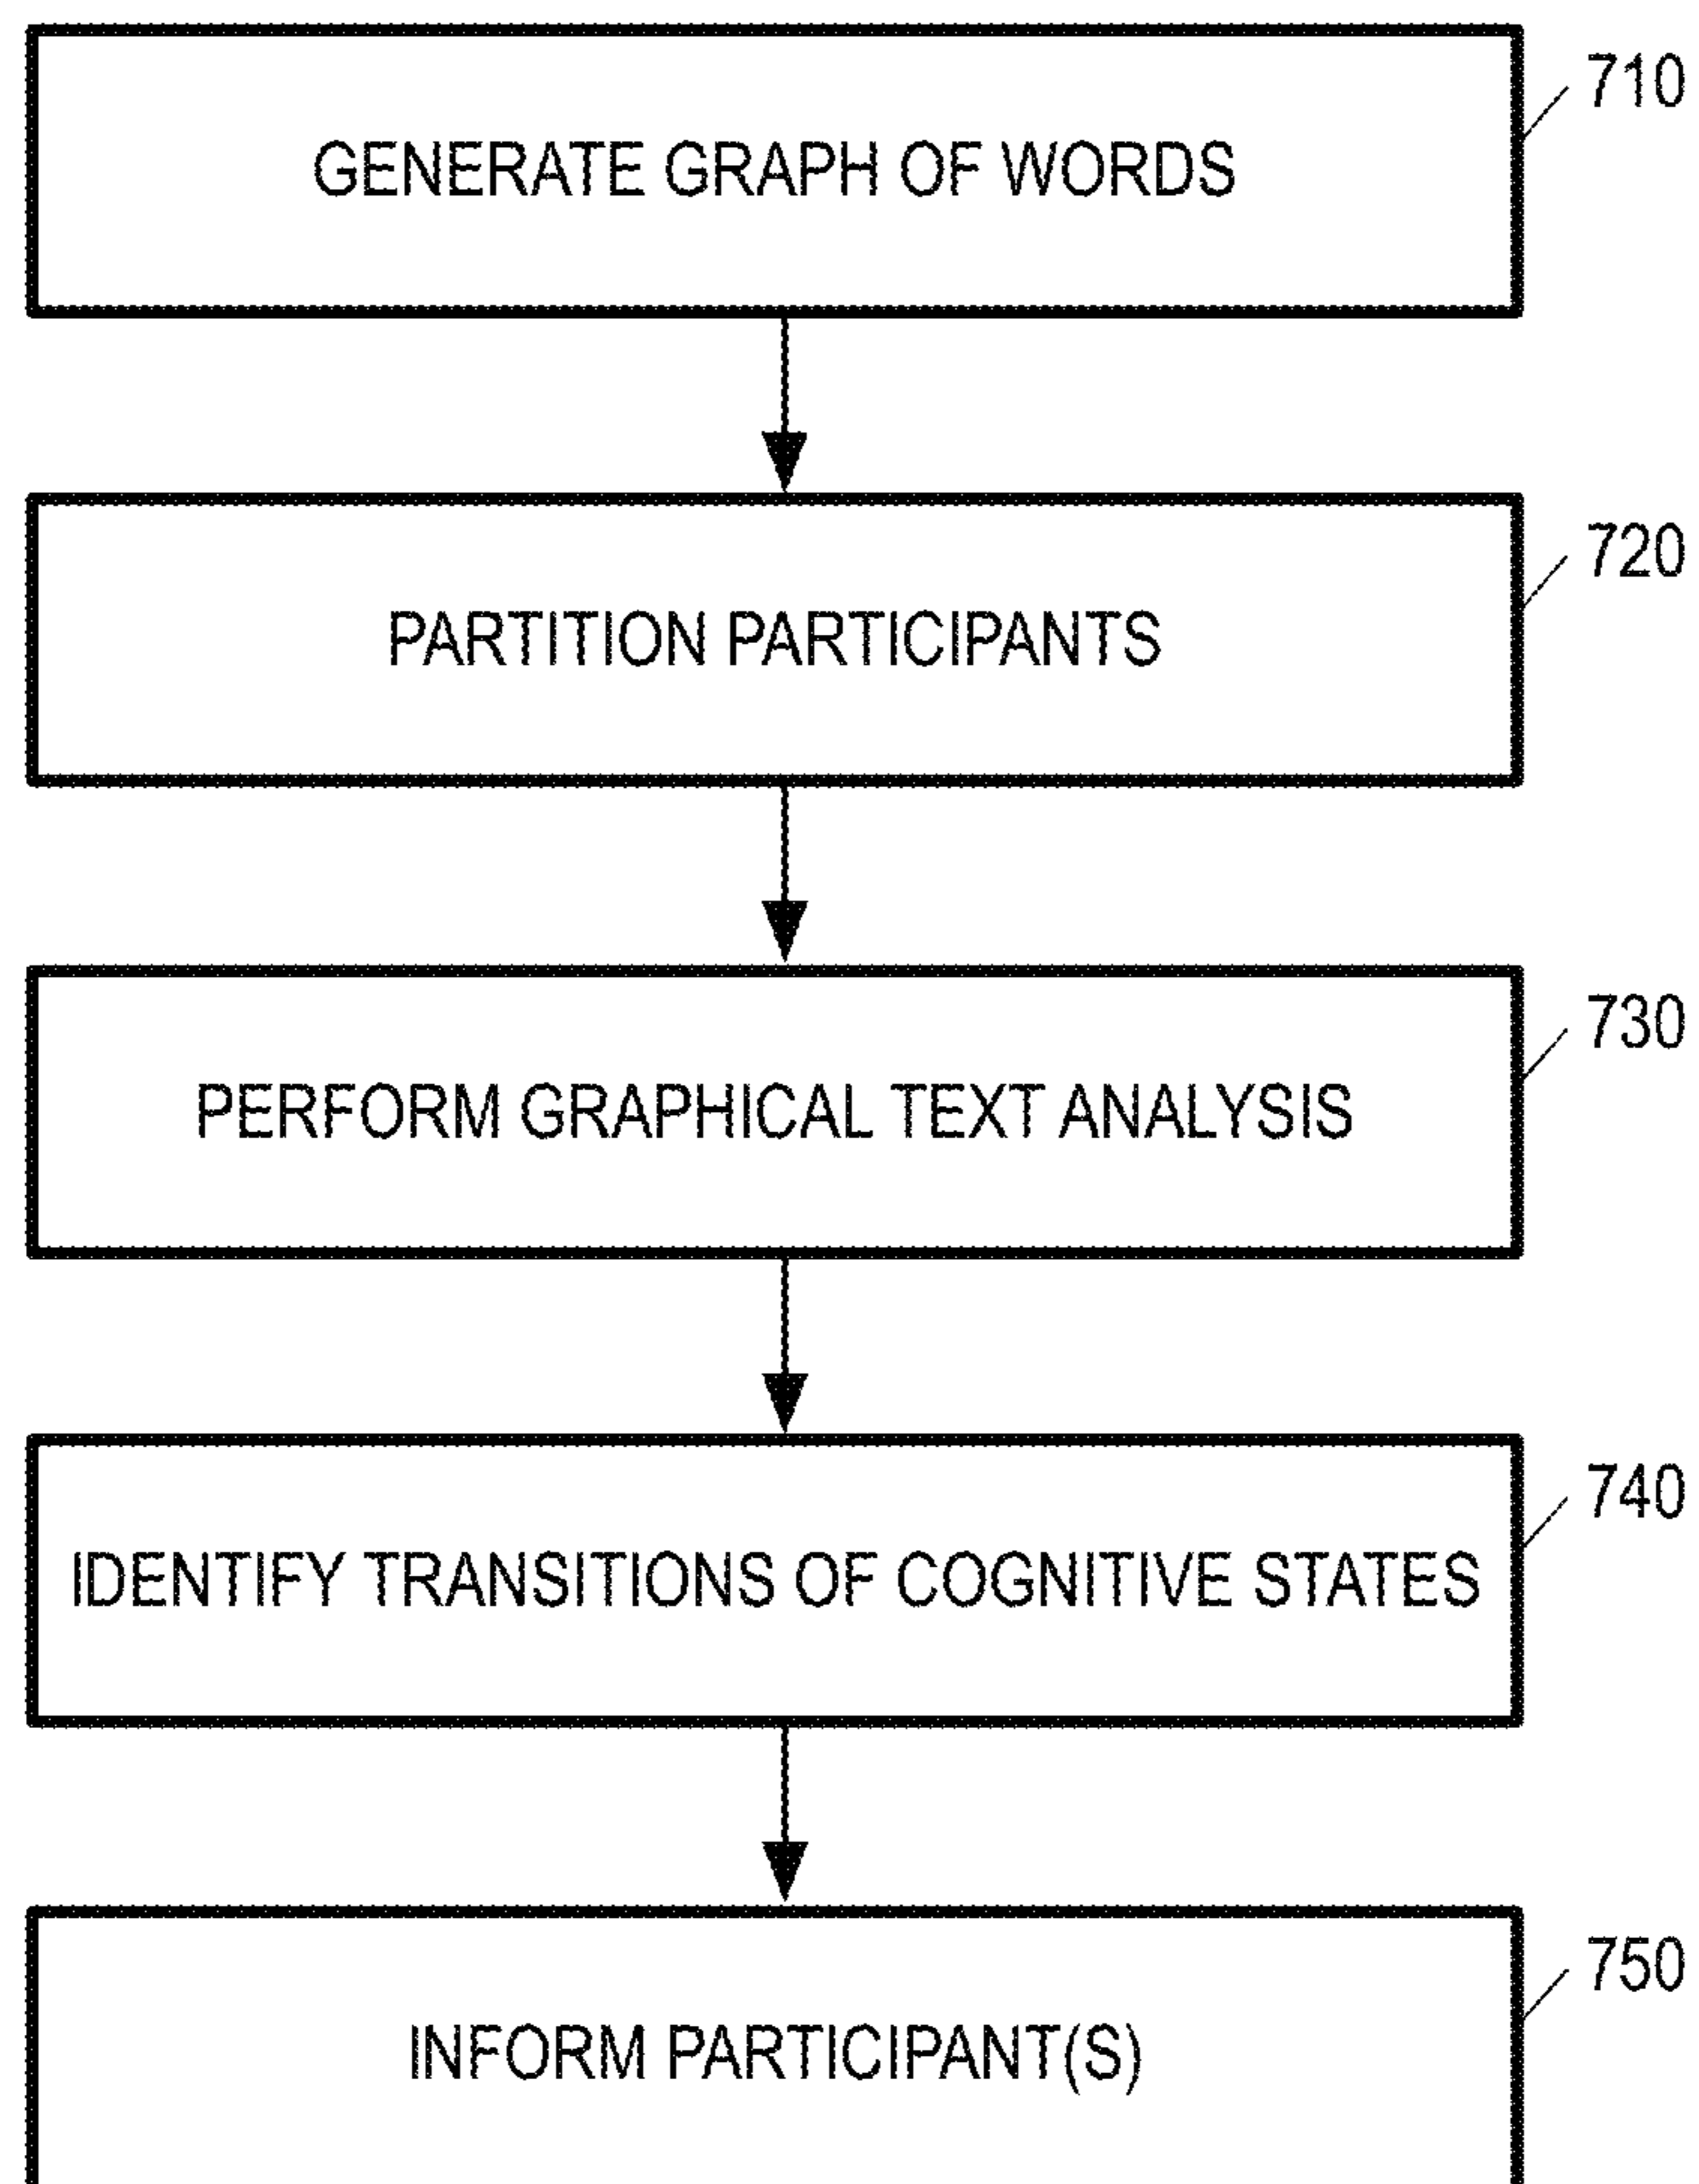 710
GENERATE GRAPH OF WORDS
720
PARTITION PARTICIPANTS
730
PERFORM GRAPHICAL TEXT ANALYSIS
740
IDENTIFY TRANSITIONS OF COGNITIVE STATES
750
INFORM PARTICIPANT(S)